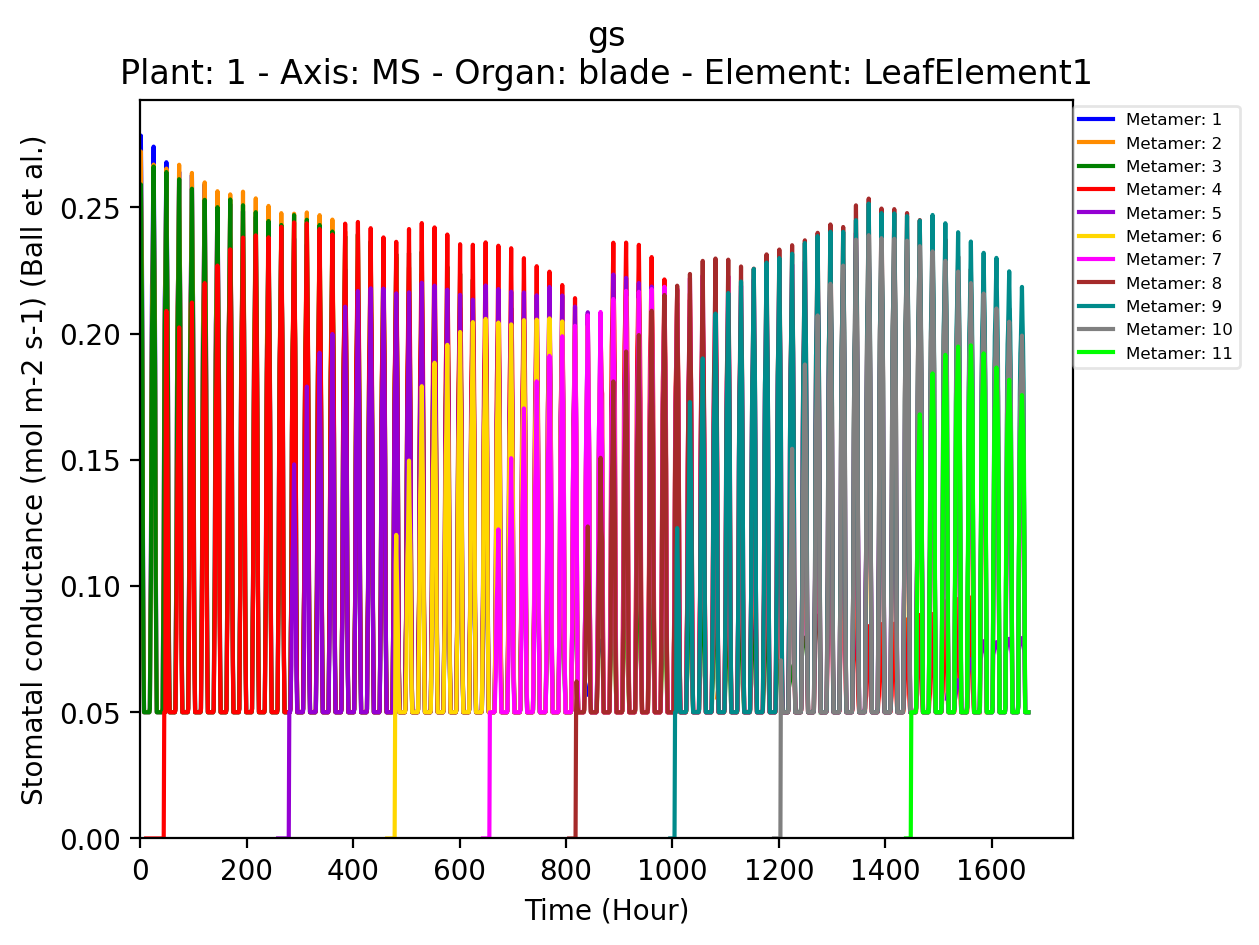 gs
Plant: 1 - Axis: MS - Organ: blade - Element: LeafElement1
Stomatal conductance (mol m-2 s-1) (Ball et al.)
0.25
0.20
0.15
0.10
0.05
0.00
0 200 400 600 800 1000 1200 1400 1600
Time (Hour)
Metamer: 1
Metamer: 2
Metamer: 3
Metamer: 4
Metamer: 5
Metamer: 6
Metamer: 7
Metamer: 8
Metamer: 9
Metamer: 10
Metamer: 11